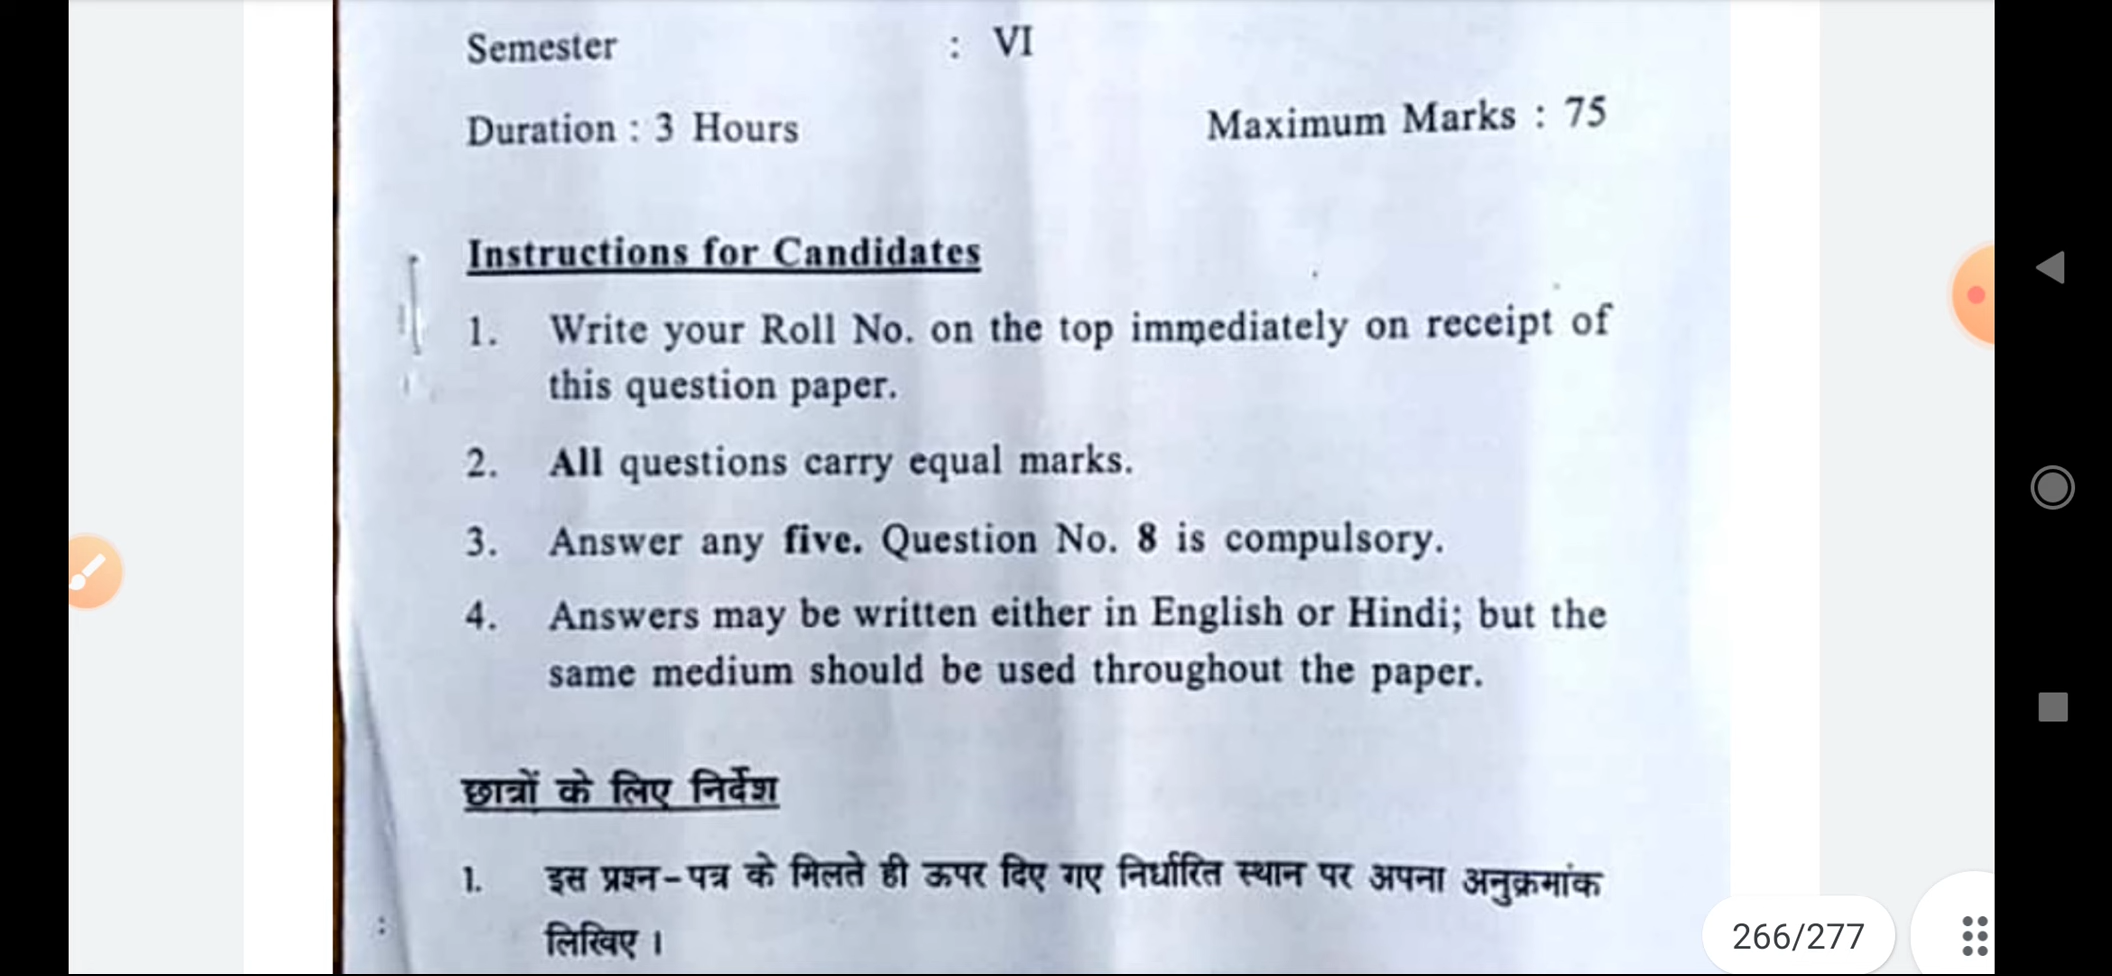 Semester : VI
Duration : 3 Hours Maximum Marks : 75
Instructions for Candidates
1. Write your Roll No. on the top immediately on receipt of
this question paper.
2. All questions carry equal marks.
3. Answer any five. Question No. 8 is compulsory.
4. Answers may be written either in English or Hindi; but the
same medium should be used throughout the paper.
छात्रों के लिए निर्देश
1. इस प्रश्न-पत्र के मिलते ही ऊपर दिए गए निर्धारित स्थान पर अपना अनुक्रमांक
लिखिए ।
266/277